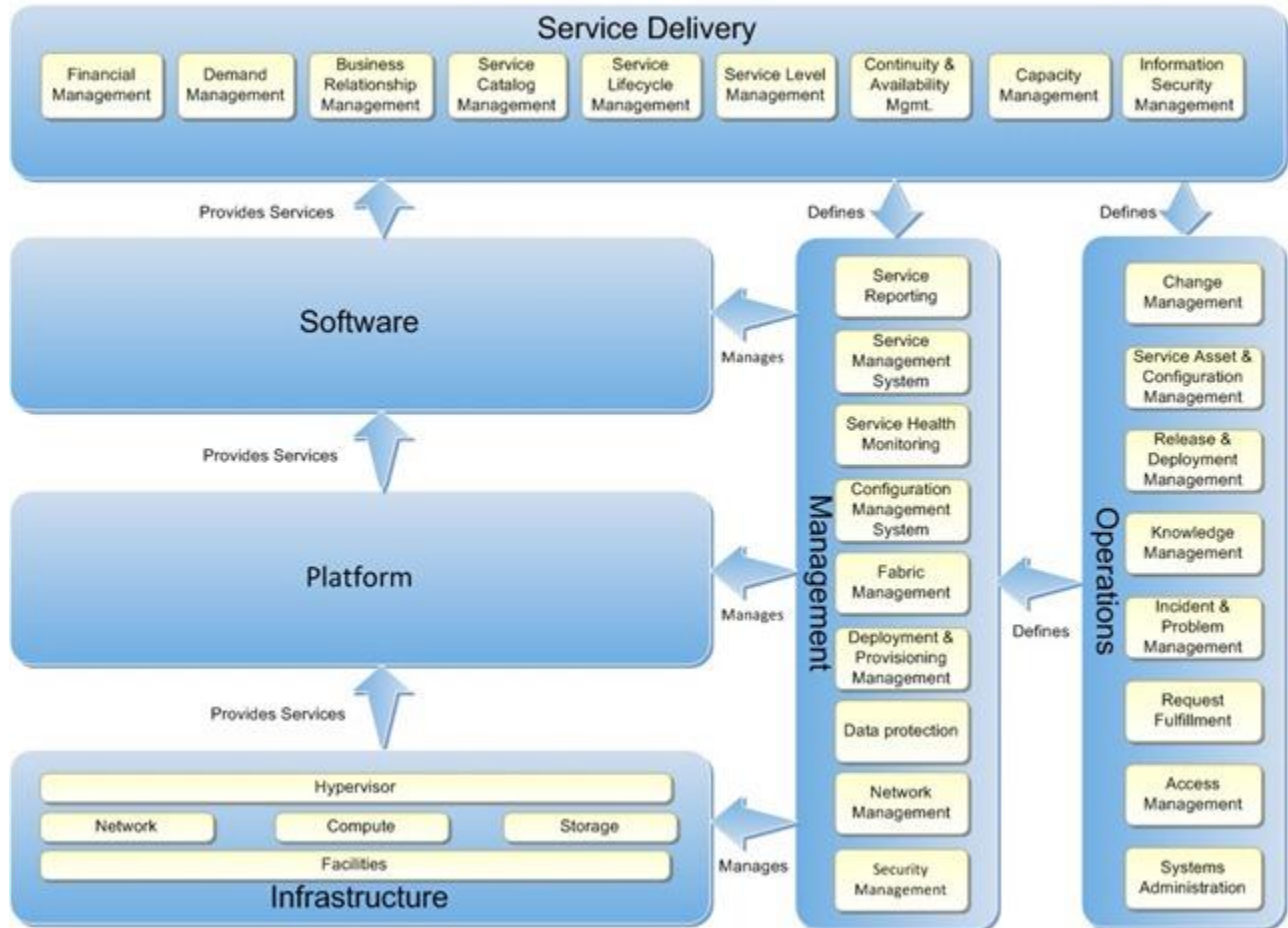 Service Delivery
Financial
Management
Demand
Management
Business
Relationship
Management
Service
Catalog
Management
Service
Lifecycle
Management
Service Level
Management
Continuity &
Availability
Mgmt.
Capacity
Management
Information
Security
Management
Provides Services
Defines
Defines
Software
Manages
Provides Services
Platform
Manages
Provides Services
Hypervisor
Network
Compute
Storage
Facilities
Infrastructure
Manages
Management
Service
Reporting
Service
Management
System
Service Health
Monitoring
Configuration
Management
System
Fabric
Management
Deployment &
Provisioning
Management
Data protection
Network
Management
Security
Management
Defines
Operations
Change
Management
Service Asset &
Configuration
Management
Release &
Deployment
Management
Knowledge
Management
Incident &
Problem
Management
Request
Fulfillment
Access
Management
Systems
Administration